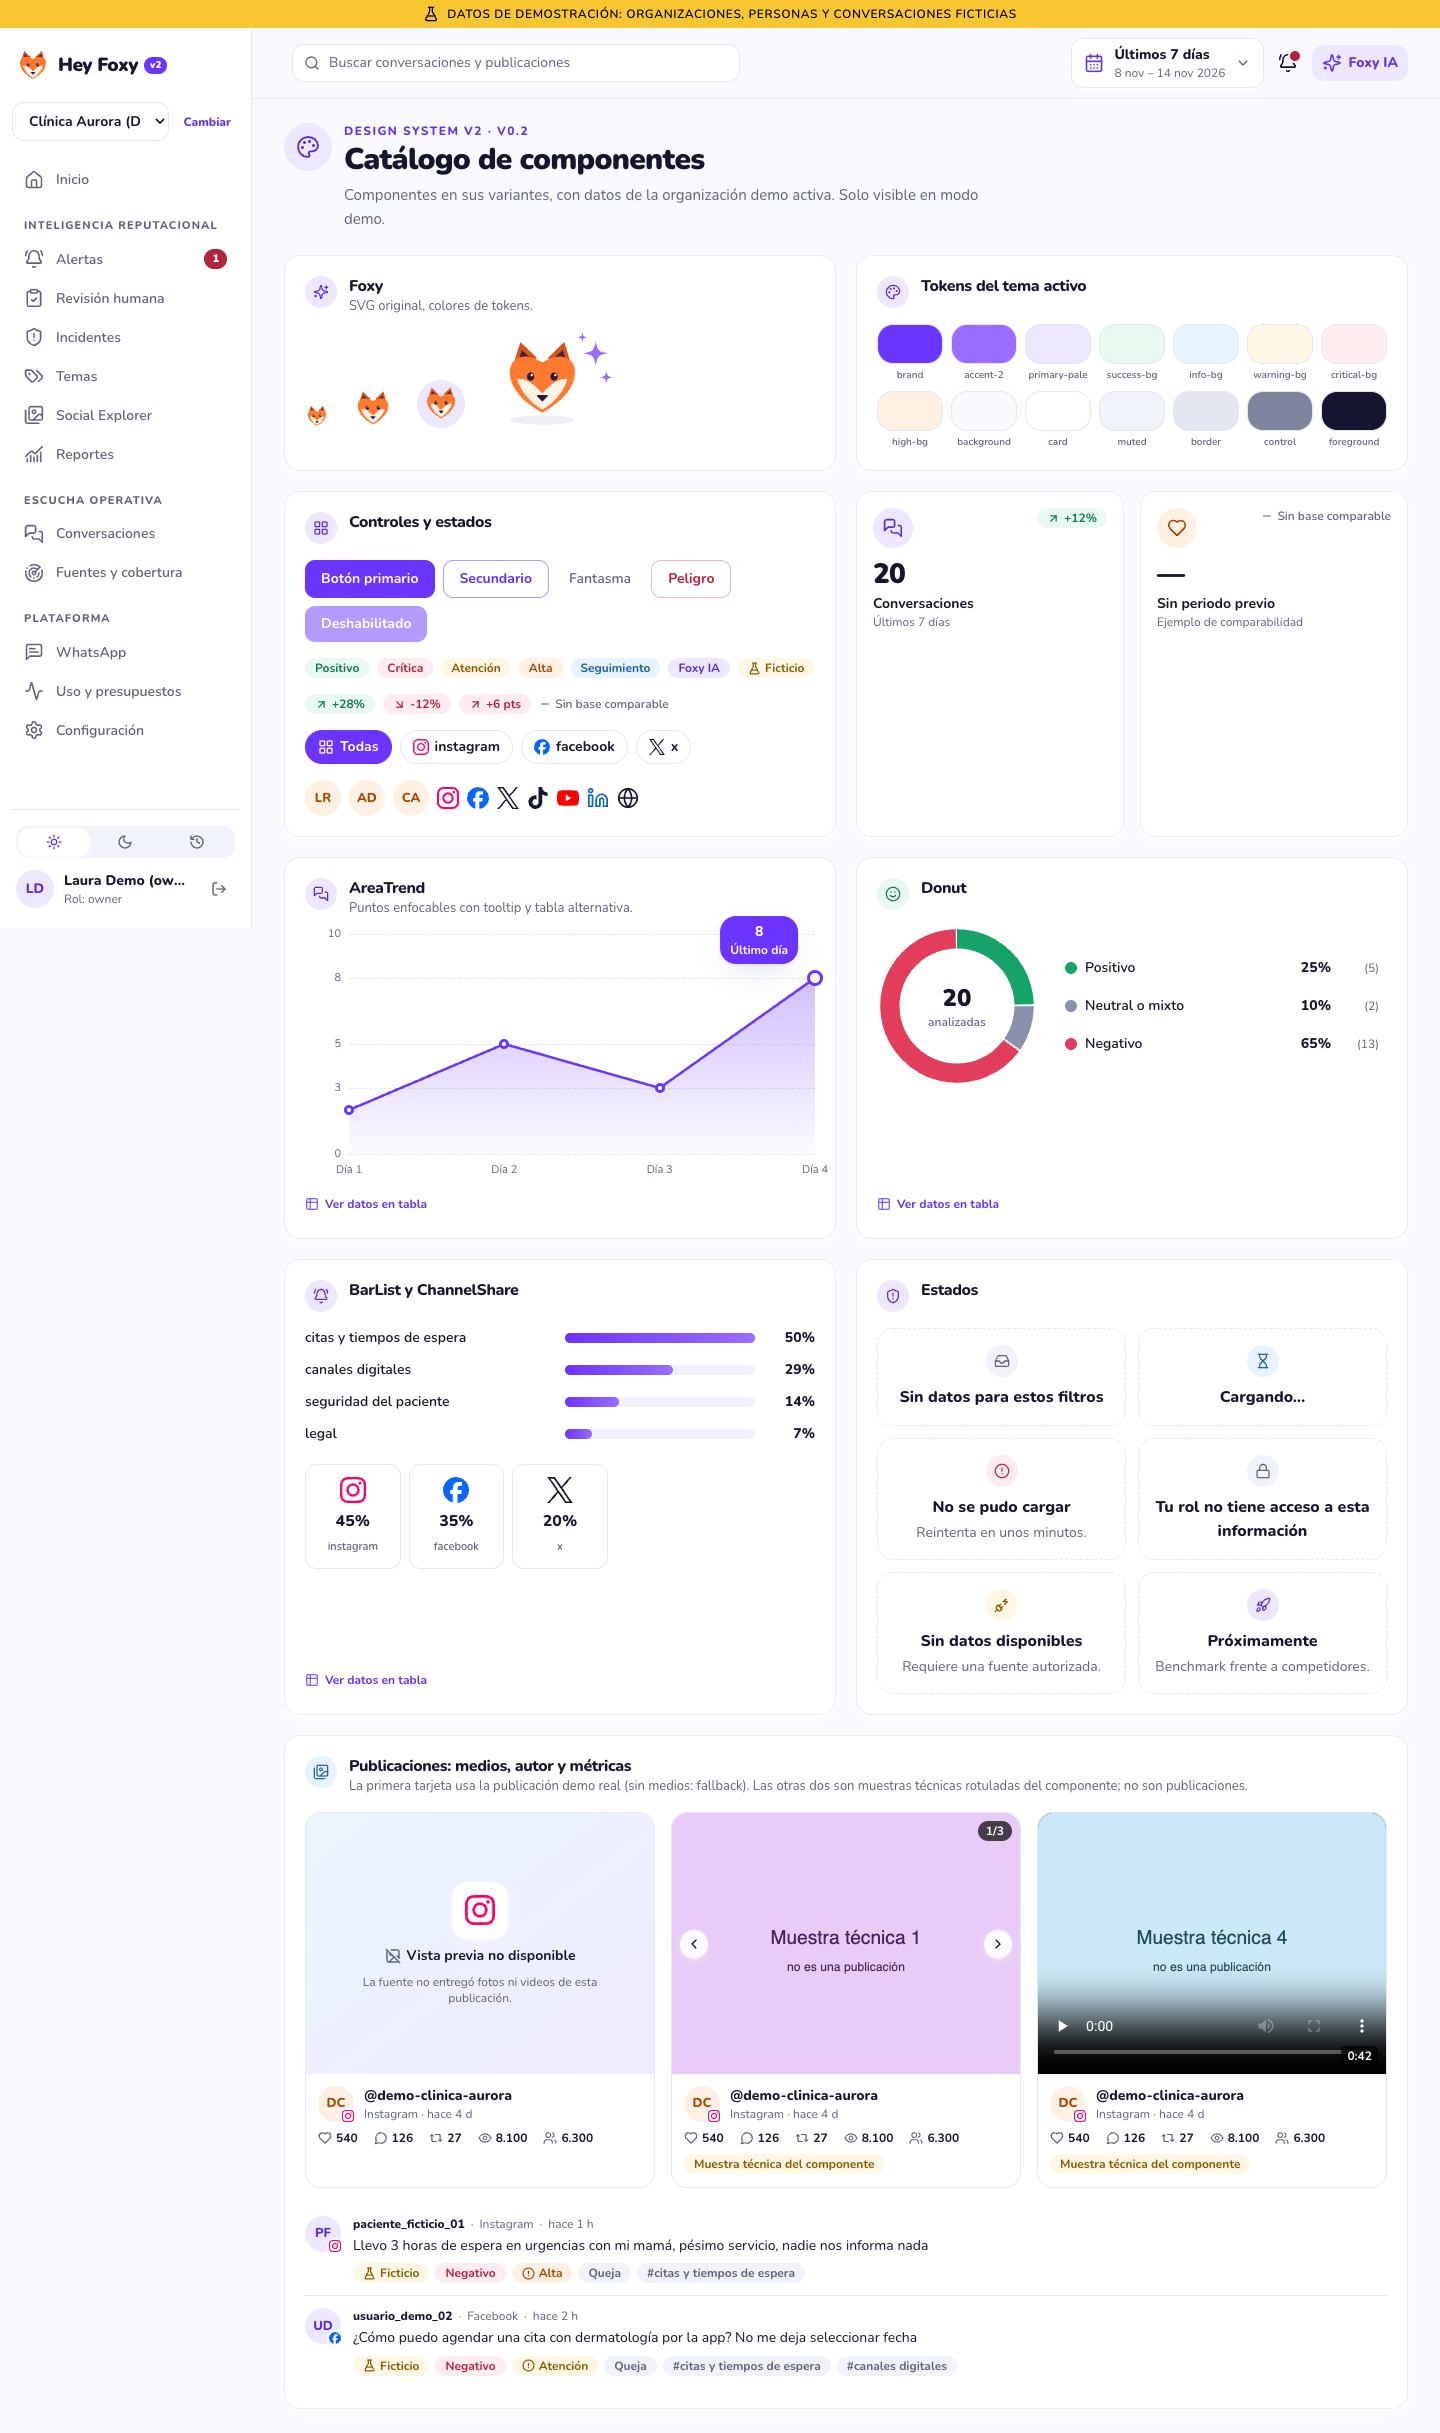 DATOS DE DEMOSTRACIÓN: ORGANIZACIONES, PERSONAS Y CONVERSACIONES FICTICIAS
Hey Foxy v2
Clínica Aurora (D
Cambiar
Inicio
INTELIGENCIA REPUTACIONAL
Alertas 1
Revisión humana
Incidentes
Temas
Social Explorer
Reportes
ESCUCHA OPERATIVA
Conversaciones
Fuentes y cobertura
PLATAFORMA
WhatsApp
Uso y presupuestos
Configuración
LD
Laura Demo (ow...
Rol: owner
Buscar conversaciones y publicaciones
Últimos 7 días
8 nov – 14 nov 2026
Foxy IA
DESIGN SYSTEM V2 · V0.2
Catálogo de componentes
Componentes en sus variantes, con datos de la organización demo activa. Solo visible en modo
demo.
Foxy
SVG original, colores de tokens.
Tokens del tema activo
brand accent-2 primary-pale success-bg info-bg warning-bg critical-bg
high-bg background card muted border control foreground
Controles y estados
Botón primario Secundario Fantasma Peligro
Deshabilitado
Positivo Crítica Atención Alta Seguimiento Foxy IA Ficticio
+28% -12% +6 pts — Sin base comparable
Todas instagram facebook x
LR AD CA
+12%
20
Conversaciones
Últimos 7 días
— Sin base comparable
—
Sin periodo previo
Ejemplo de comparabilidad
AreaTrend
Puntos enfocables con tooltip y tabla alternativa.
8
Último día
10
8
5
3
0
Día 1 Día 2 Día 3 Día 4
Ver datos en tabla
Donut
20
analizadas
Positivo 25% (5)
Neutral o mixto 10% (2)
Negativo 65% (13)
Ver datos en tabla
BarList y ChannelShare
citas y tiempos de espera 50%
canales digitales 29%
seguridad del paciente 14%
legal 7%
45% 35% 20%
instagram facebook x
Ver datos en tabla
Estados
Sin datos para estos filtros
Cargando...
No se pudo cargar
Reintenta en unos minutos.
Tu rol no tiene acceso a esta
información
Sin datos disponibles
Requiere una fuente autorizada.
Próximamente
Benchmark frente a competidores.
Publicaciones: medios, autor y métricas
La primera tarjeta usa la publicación demo real (sin medios: fallback). Las otras dos son muestras técnicas rotuladas del componente; no son publicaciones.
Vista previa no disponible
La fuente no entregó fotos ni videos de esta
publicación.
DC
@demo-clinica-aurora
Instagram · hace 4 d
540 126 27 8.100 6.300
1/3
Muestra técnica 1
no es una publicación
DC
@demo-clinica-aurora
Instagram · hace 4 d
540 126 27 8.100 6.300
Muestra técnica del componente
Muestra técnica 4
no es una publicación
0:00
0:42
DC
@demo-clinica-aurora
Instagram · hace 4 d
540 126 27 8.100 6.300
Muestra técnica del componente
PF
paciente_ficticio_01 · Instagram · hace 1 h
Llevo 3 horas de espera en urgencias con mi mamá, pésimo servicio, nadie nos informa nada
Ficticio Negativo Alta Queja #citas y tiempos de espera
UD
usuario_demo_02 · Facebook · hace 2 h
¿Cómo puedo agendar una cita con dermatología por la app? No me deja seleccionar fecha
Ficticio Negativo Atención Queja #citas y tiempos de espera #canales digitales